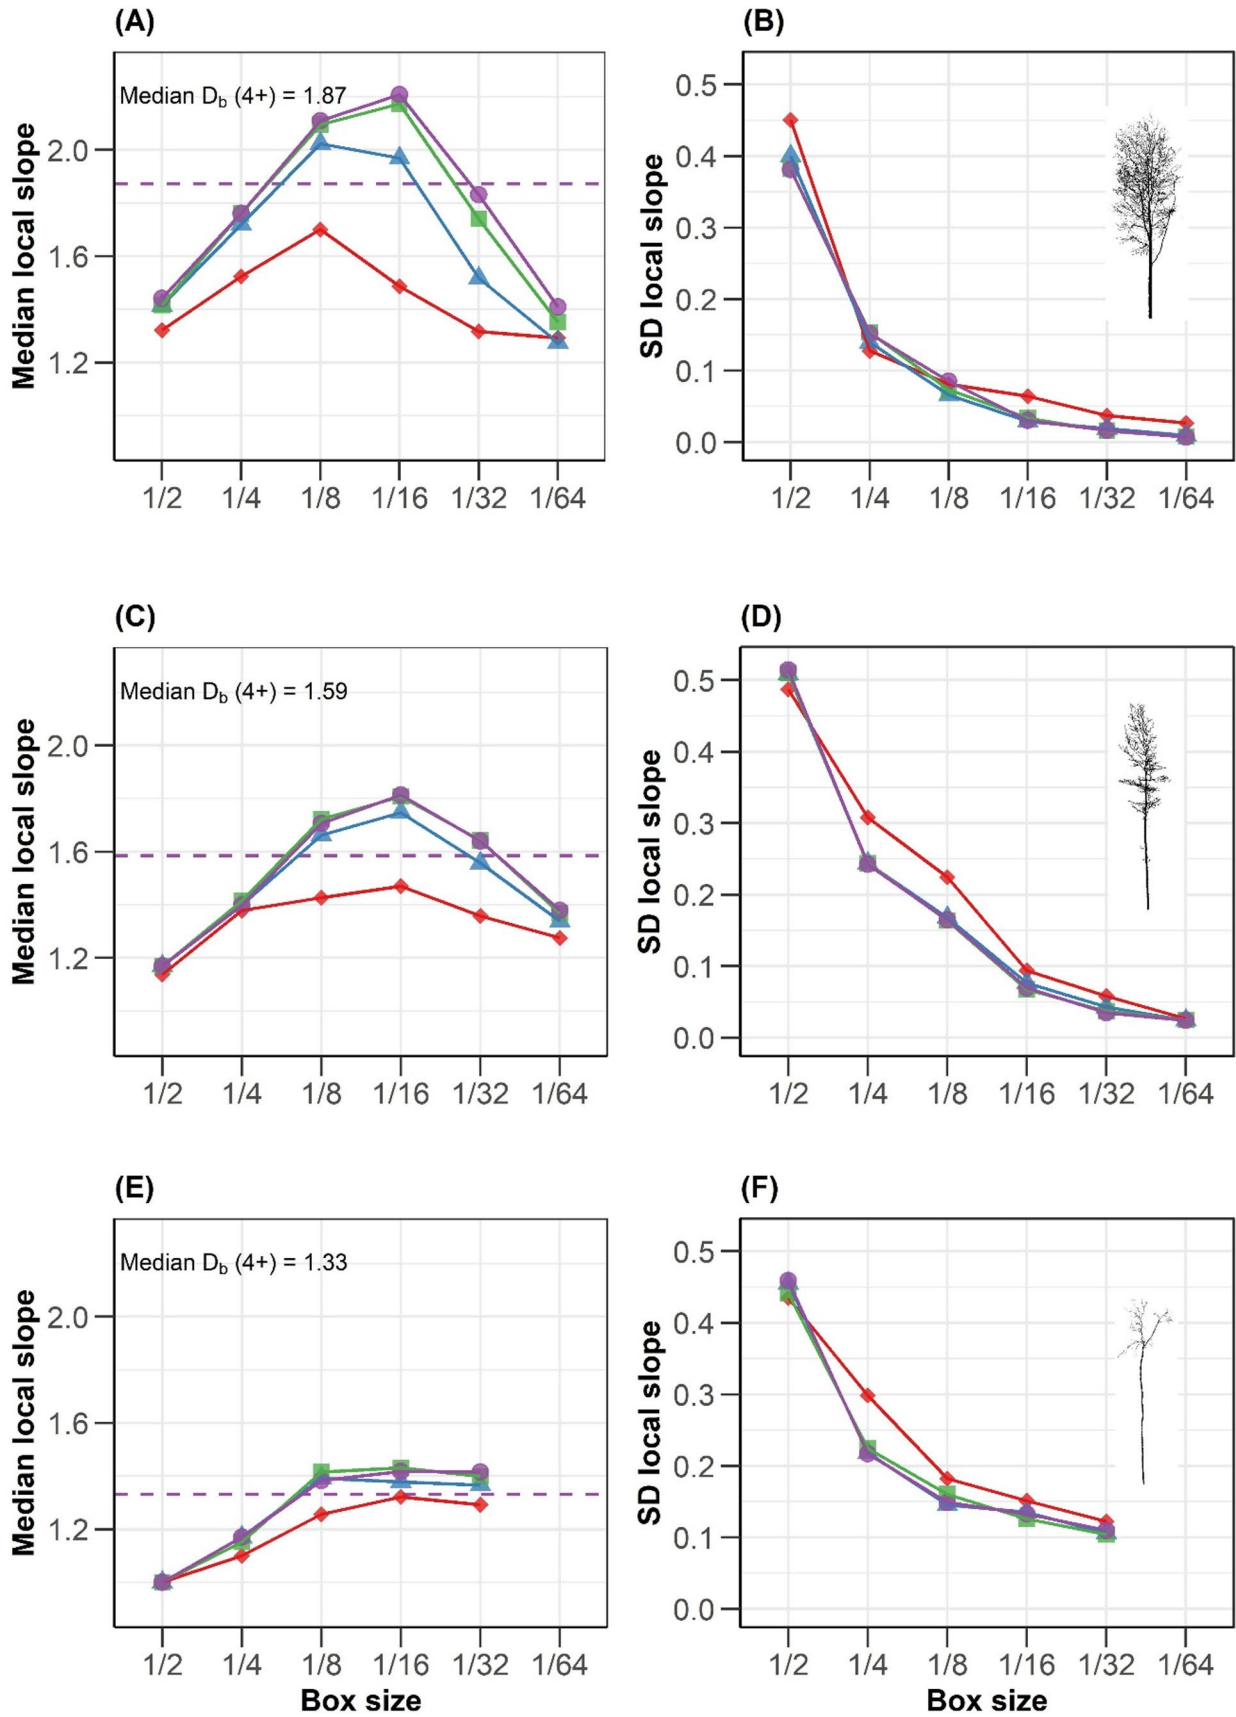 (A)
Median Db (4+) = 1.87
Median local slope
2.0
1.6
1.2
1/2 1/4 1/8 1/16 1/32 1/64
(B)
SD local slope
0.5
0.4
0.3
0.2
0.1
0.0
1/2 1/4 1/8 1/16 1/32 1/64
(C)
Median Db (4+) = 1.59
Median local slope
2.0
1.6
1.2
1/2 1/4 1/8 1/16 1/32 1/64
(D)
SD local slope
0.5
0.4
0.3
0.2
0.1
0.0
1/2 1/4 1/8 1/16 1/32 1/64
(E)
Median Db (4+) = 1.33
Median local slope
2.0
1.6
1.2
1/2 1/4 1/8 1/16 1/32 1/64
Box size
(F)
SD local slope
0.5
0.4
0.3
0.2
0.1
0.0
1/2 1/4 1/8 1/16 1/32 1/64
Box size